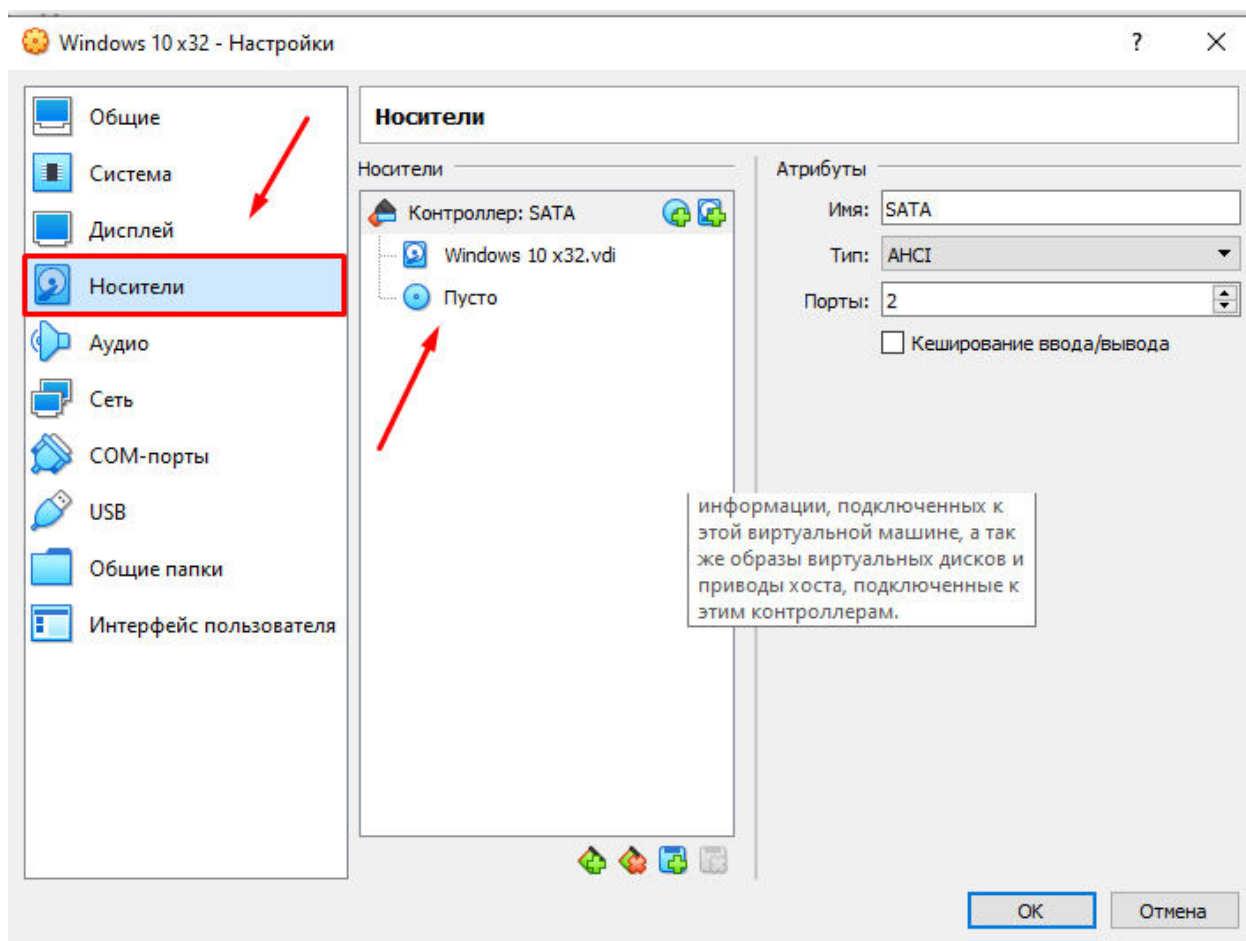 Windows 10 x32 - Настройки
?
Общие
Система
Дисплей
Носители
Аудио
Сеть
COM-порты
USB
Общие папки
Интерфейс пользователя
Носители
Носители
Контроллер: SATA
Windows 10 x32.vdi
Пусто
Атрибуты
Имя: SATA
Тип: AHCI
Порты: 2
Кеширование ввода/вывода
информации, подключенных к
этой виртуальной машине, а так
же образы виртуальных дисков и
приводы хоста, подключенные к
этим контроллерам.
OK
Отмена